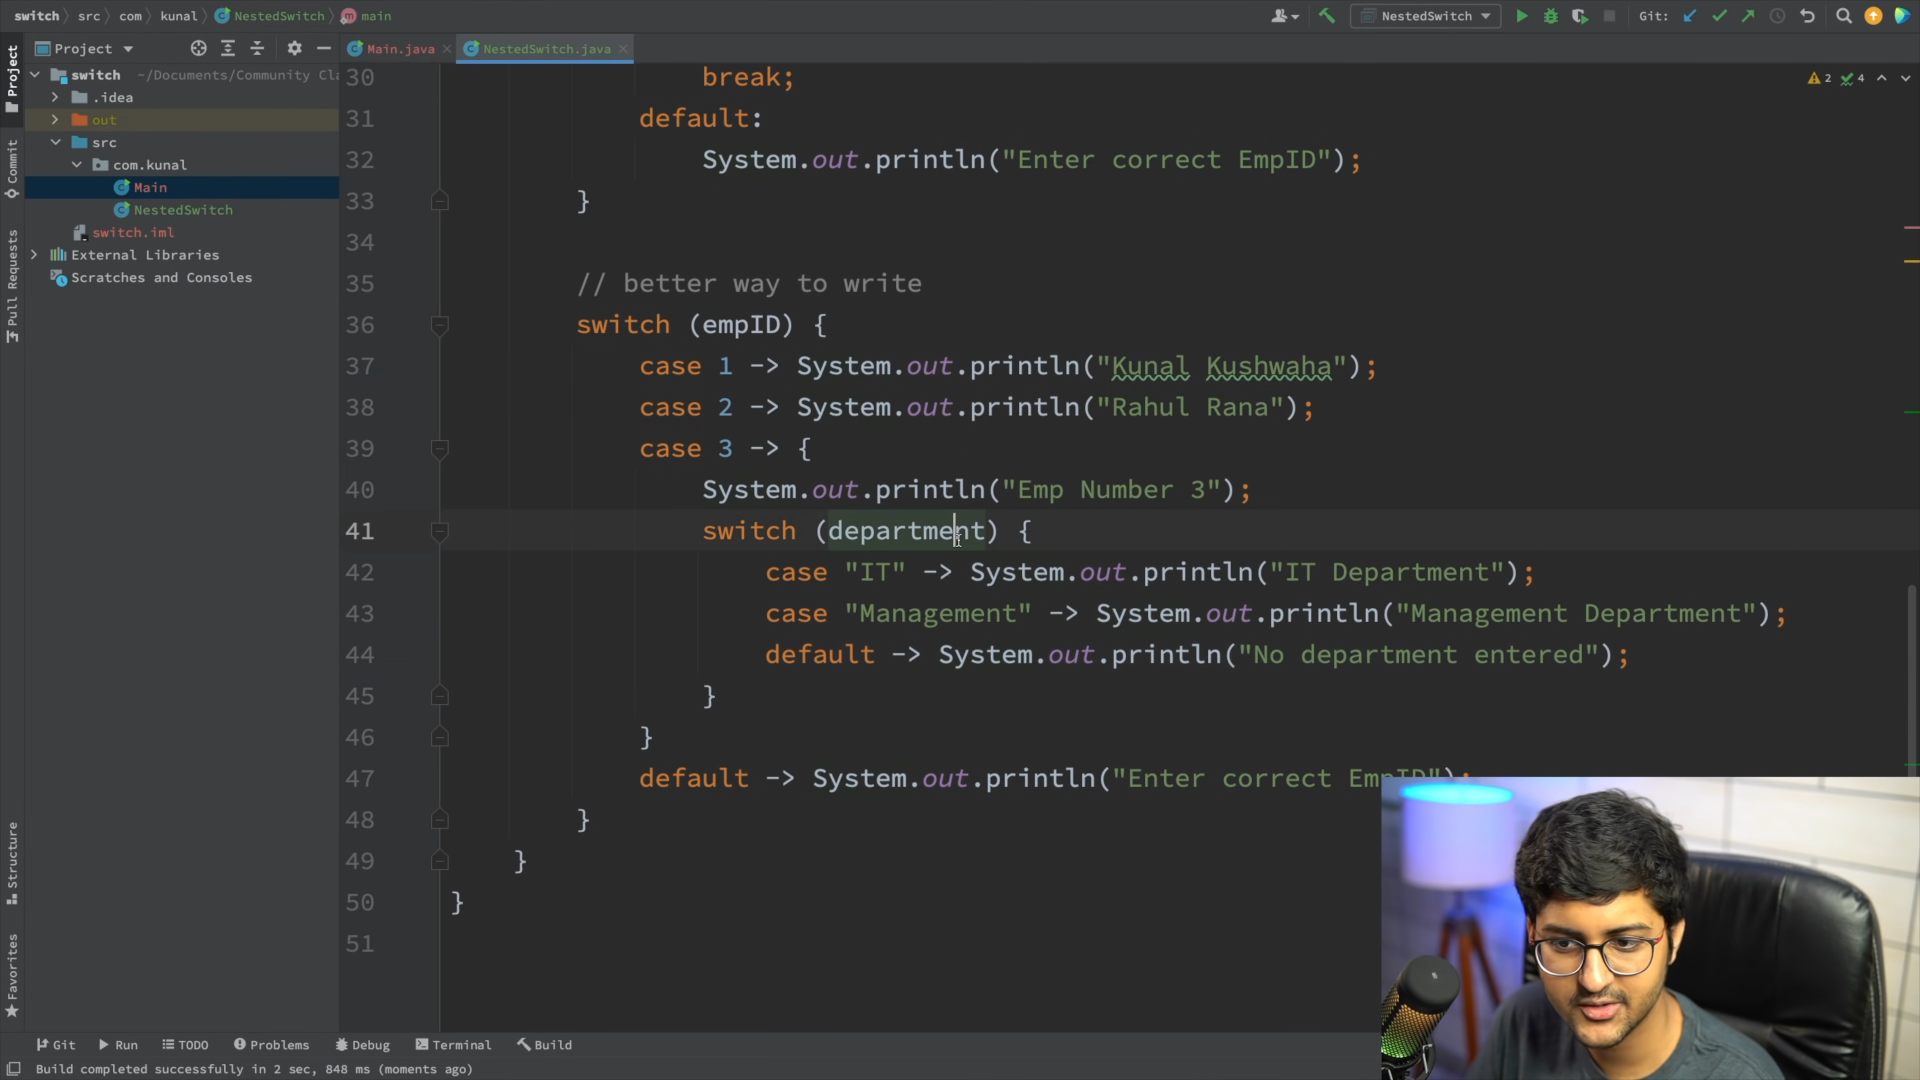 switch src com kunal NestedSwitch main
NestedSwitch
Git:
Project
Main.java
NestedSwitch.java
Project
Commit
Pull Requests
Structure
Favorites
switch ~/Documents/Community Cla
.idea
out
src
com.kunal
Main
NestedSwitch
switch.iml
External Libraries
Scratches and Consoles
2 4
30 break;
31 default:
32 System.out.println("Enter correct EmpID");
33 }
34
35 // better way to write
36 switch (empID) {
37 case 1 -> System.out.println("Kunal Kushwaha");
38 case 2 -> System.out.println("Rahul Rana");
39 case 3 -> {
40 System.out.println("Emp Number 3");
41 switch (department) {
42 case "IT" -> System.out.println("IT Department");
43 case "Management" -> System.out.println("Management Department");
44 default -> System.out.println("No department entered");
45 }
46 }
47 default -> System.out.println("Enter correct EmpID");
48 }
49 }
50 }
51
Git Run TODO Problems Debug Terminal Build
Build completed successfully in 2 sec, 848 ms (moments ago)